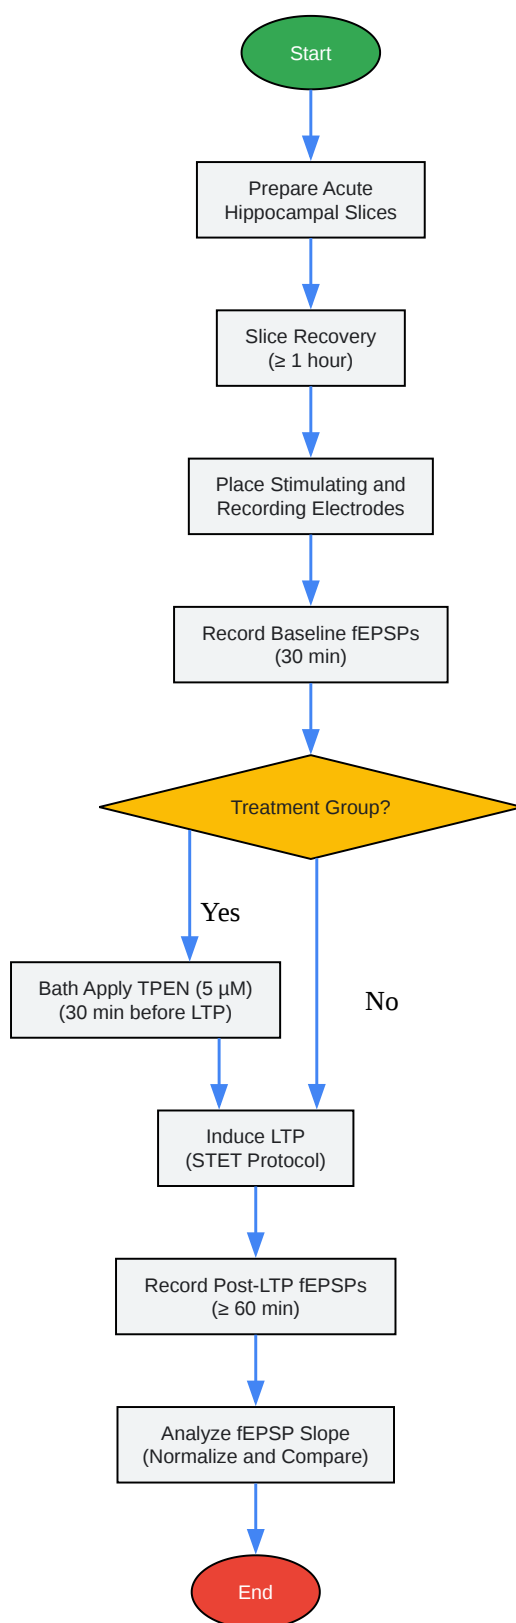 Start
Prepare Acute
Hippocampal Slices
Slice Recovery
(≥ 1 hour)
Place Stimulating and
Recording Electrodes
Record Baseline fEPSPs
(30 min)
Treatment Group?
Yes
Bath Apply TPEN (5 µM)
(30 min before LTP)
No
Induce LTP
(STET Protocol)
Record Post-LTP fEPSPs
(≥ 60 min)
Analyze fEPSP Slope
(Normalize and Compare)
End